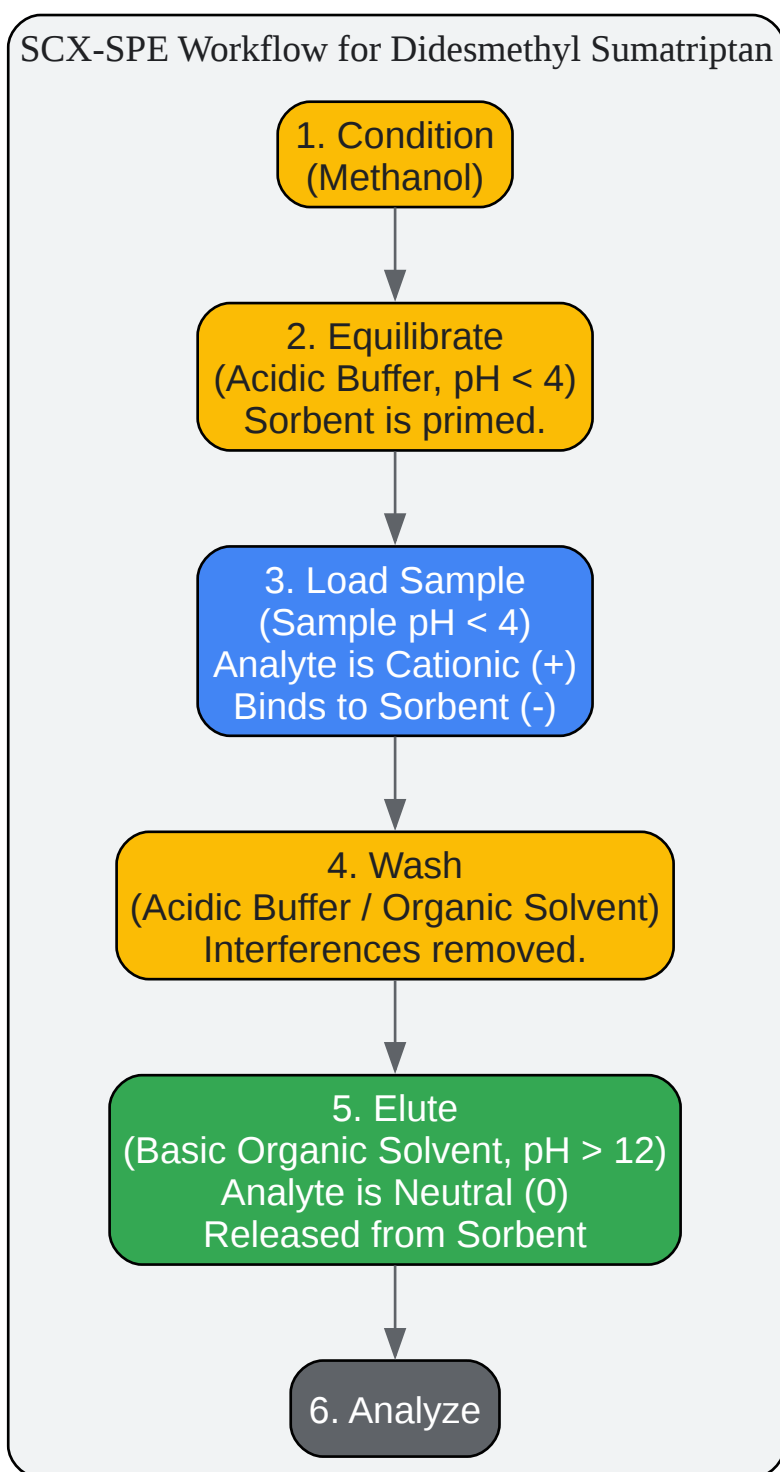 SCX-SPE Workflow for Didesmethyl Sumatriptan
1. Condition
(Methanol)
2. Equilibrate
(Acidic Buffer, pH < 4)
Sorbent is primed.
3. Load Sample
(Sample pH < 4)
Analyte is Cationic (+)
Binds to Sorbent (-)
4. Wash
(Acidic Buffer / Organic Solvent)
Interferences removed.
5. Elute
(Basic Organic Solvent, pH > 12)
Analyte is Neutral (0)
Released from Sorbent
6. Analyze